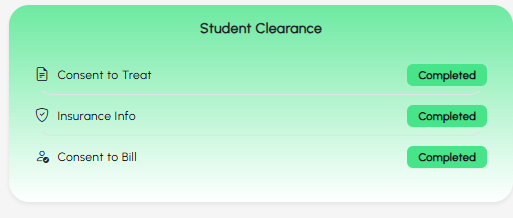 Student Clearance
Consent to Treat Completed
Insurance Info Completed
Consent to Bill Completed